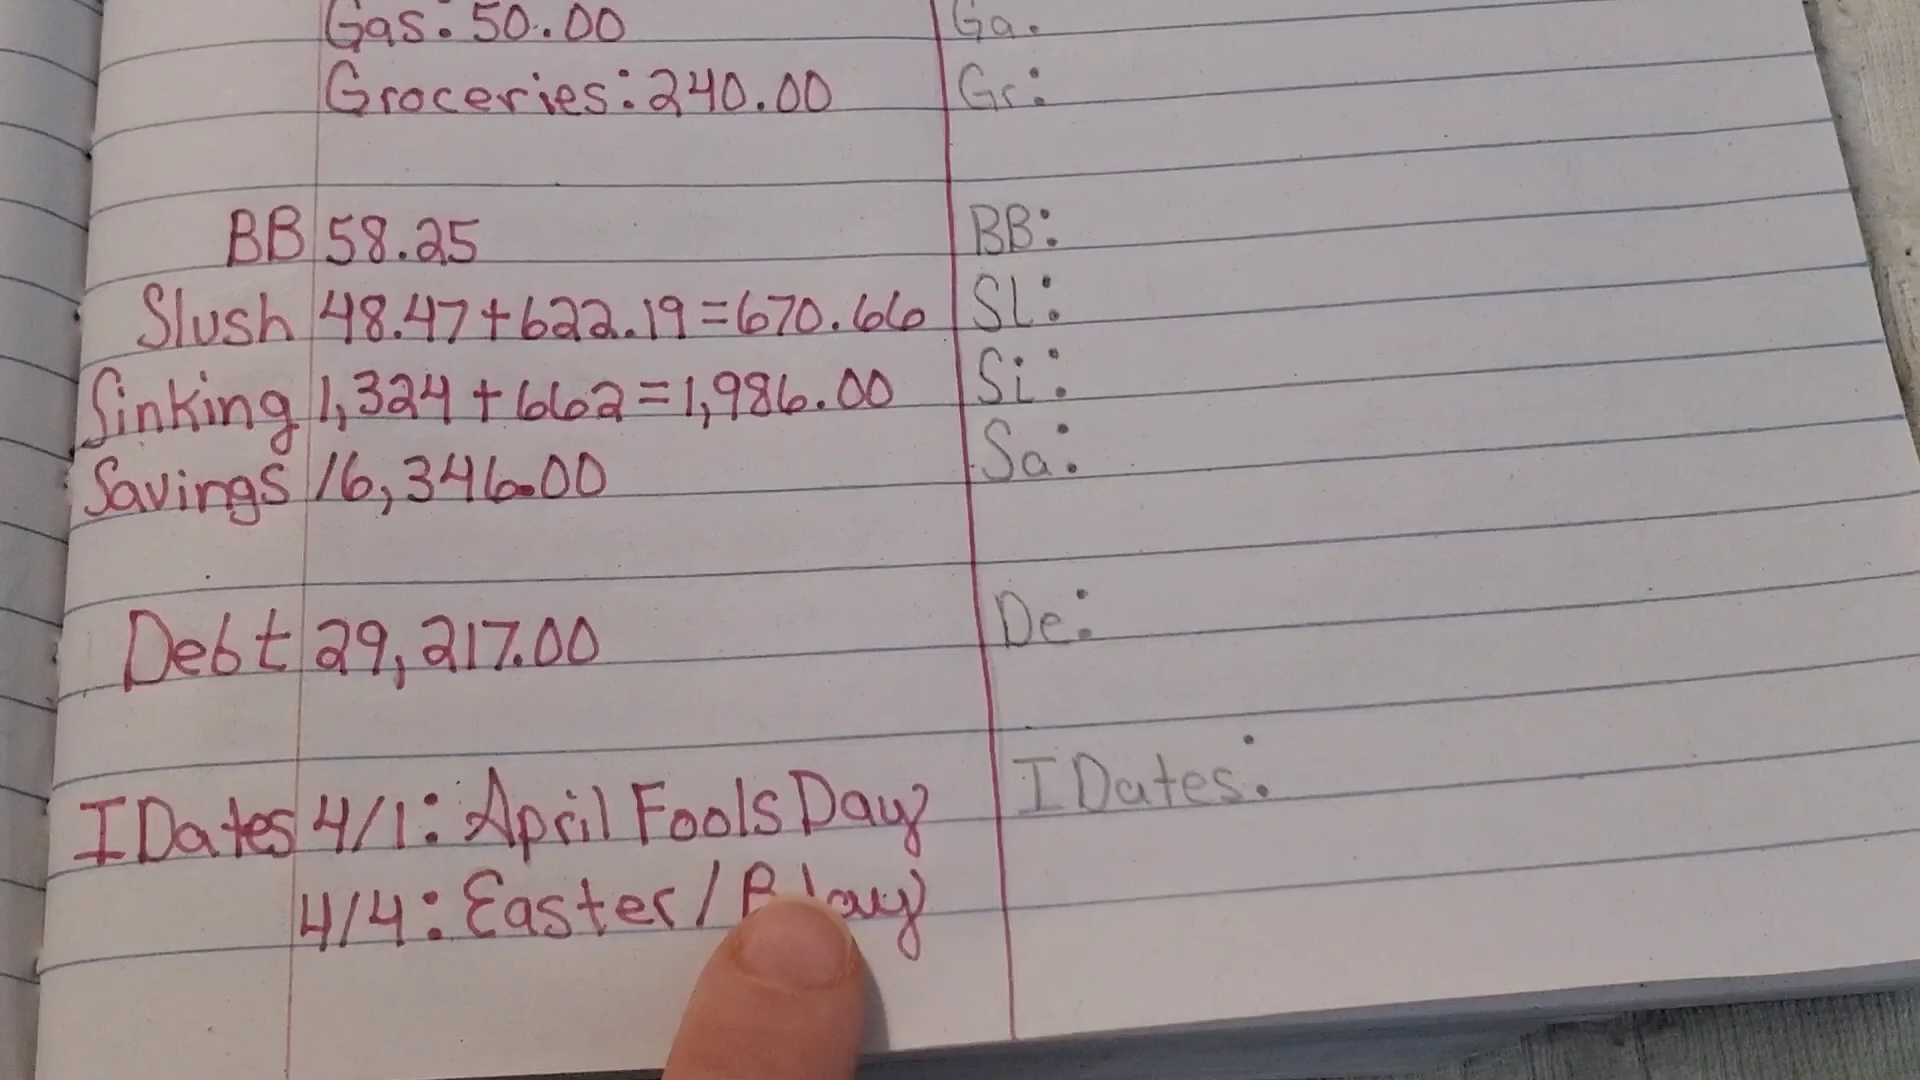 Gas: 50.00
Ga.
Groceries: 240.00
Gr:
BB 58.25
BB:
Slush 48.47 + 622.19 = 670.66
Sl:
Sinking 1,324 + 662 = 1,986.00
Si:
Savings 16,346.00
Sa:
Debt 29,217.00
De:
I Dates 4/1: April Fools Day
I Dates:
4/4: Easter /